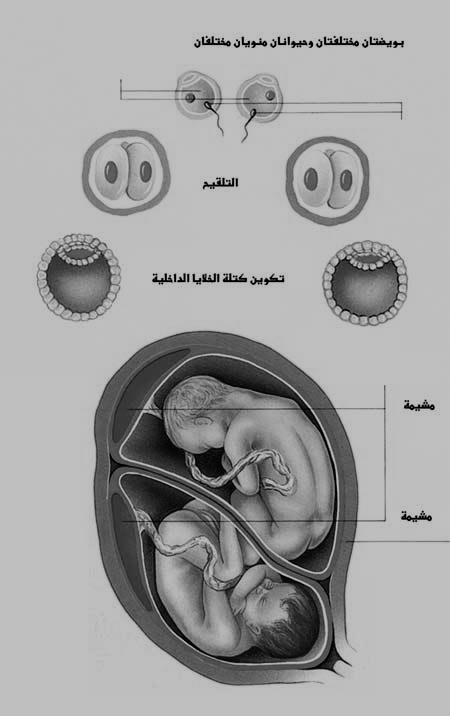 بويضتان مختلفتان وحيوانان منويان مختلفان
التلقيح
تكوين كتلة الخلايا الداخلية
مشيمة
مشيمة